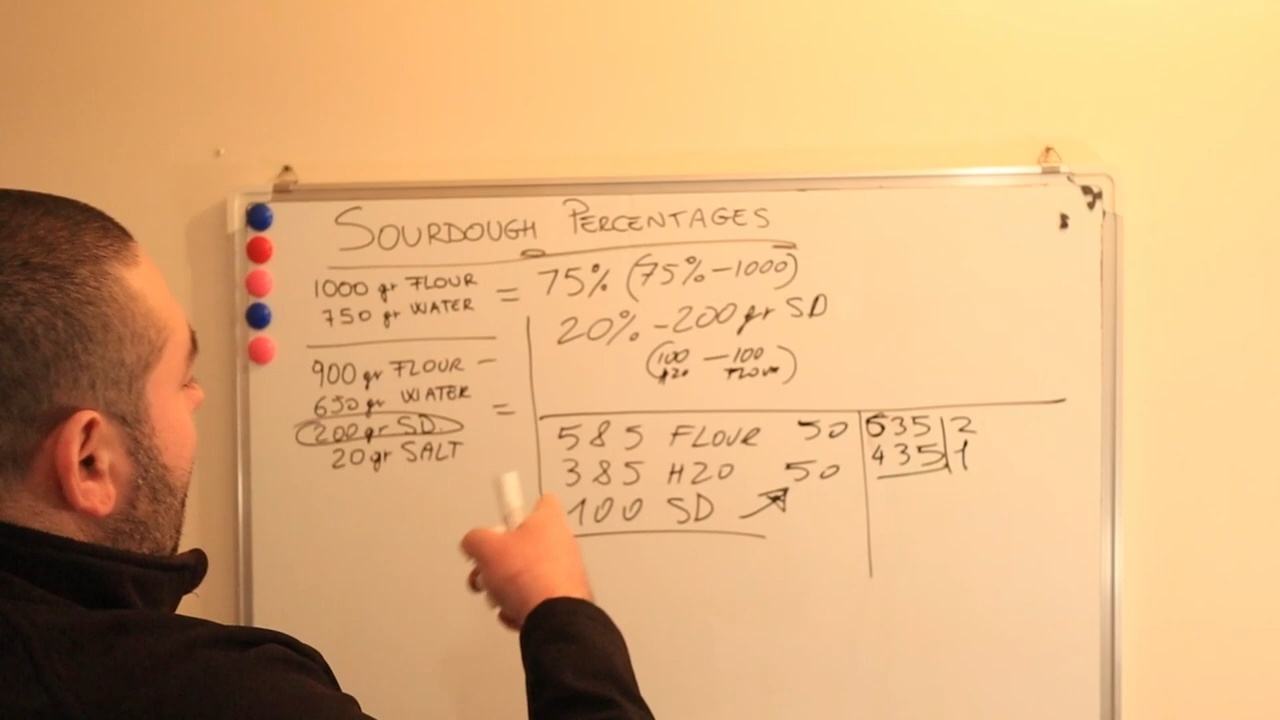 SOURDOUGH PERCENTAGES
1000 gr FLOUR
750 gr WATER
= 75% (75%-1000)
20% - 200 gr SD
(100 - 100
H20 FLOUR)
900 gr FLOUR -
650 gr WATER
200 gr SD.
20 gr SALT
=
585 FLOUR 50
385 H20 50
100 SD
635 2
435 1